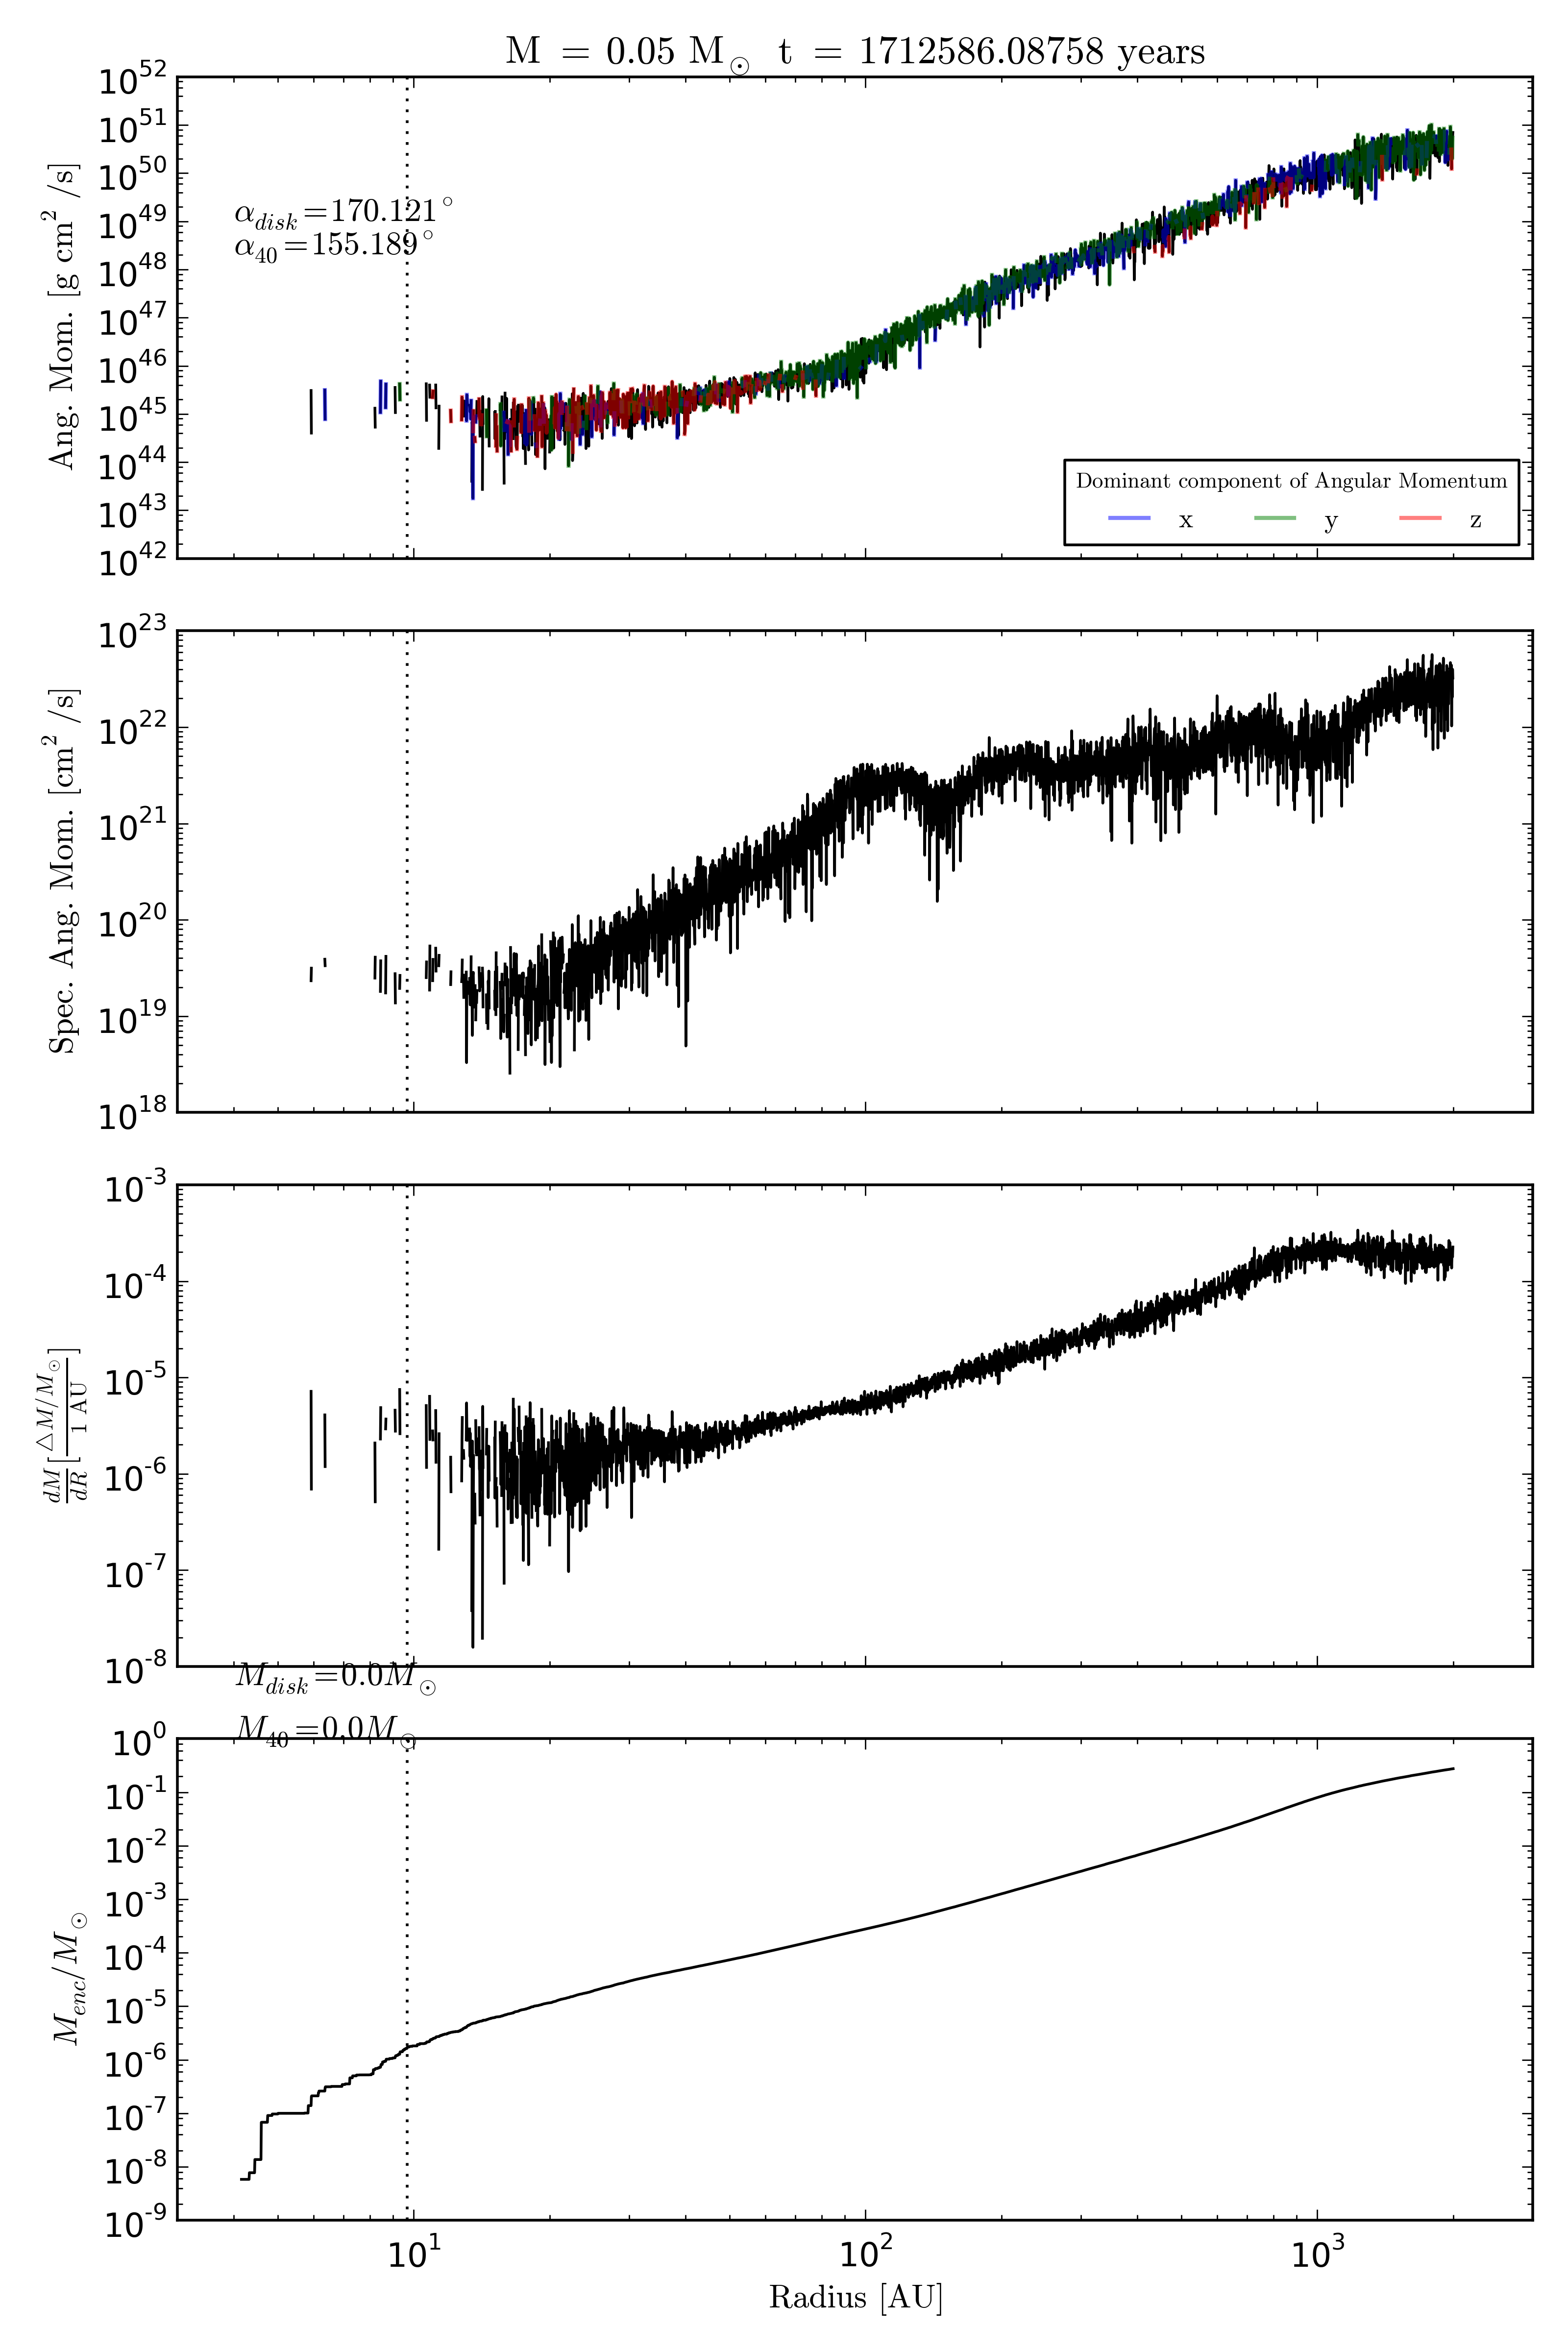 M = 0.05 M☉ t = 1712586.08758 years
10^52
10^51
10^50
10^49
10^48
10^47
10^46
10^45
10^44
10^43
10^42
Ang. Mom. [g cm^2 /s]
α_disk=170.121°
α_40=155.189°
Dominant component of Angular Momentum
x y z
10^23
10^22
10^21
10^20
10^19
10^18
Spec. Ang. Mom. [cm^2 /s]
10^-3
10^-4
10^-5
10^-6
10^-7
10^-8
dM/dR [△M/M☉ / 1 AU]
M_disk=0.0M☉
M_40=0.0M☉
10^0
10^-1
10^-2
10^-3
10^-4
10^-5
10^-6
10^-7
10^-8
10^-9
M_enc/M☉
10^1 10^2 10^3
Radius [AU]